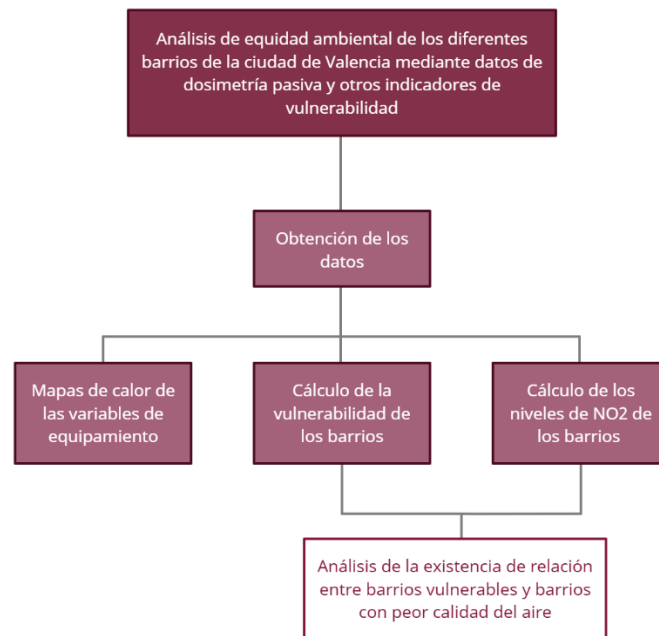 Análisis de equidad ambiental de los diferentes
barrios de la ciudad de Valencia mediante datos de
dosimetría pasiva y otros indicadores de
vulnerabilidad
Obtención de los
datos
Mapas de calor de
las variables de
equipamiento
Cálculo de la
vulnerabilidad de
los barrios
Cálculo de los
niveles de NO2 de
los barrios
Análisis de la existencia de relación
entre barrios vulnerables y barrios
con peor calidad del aire